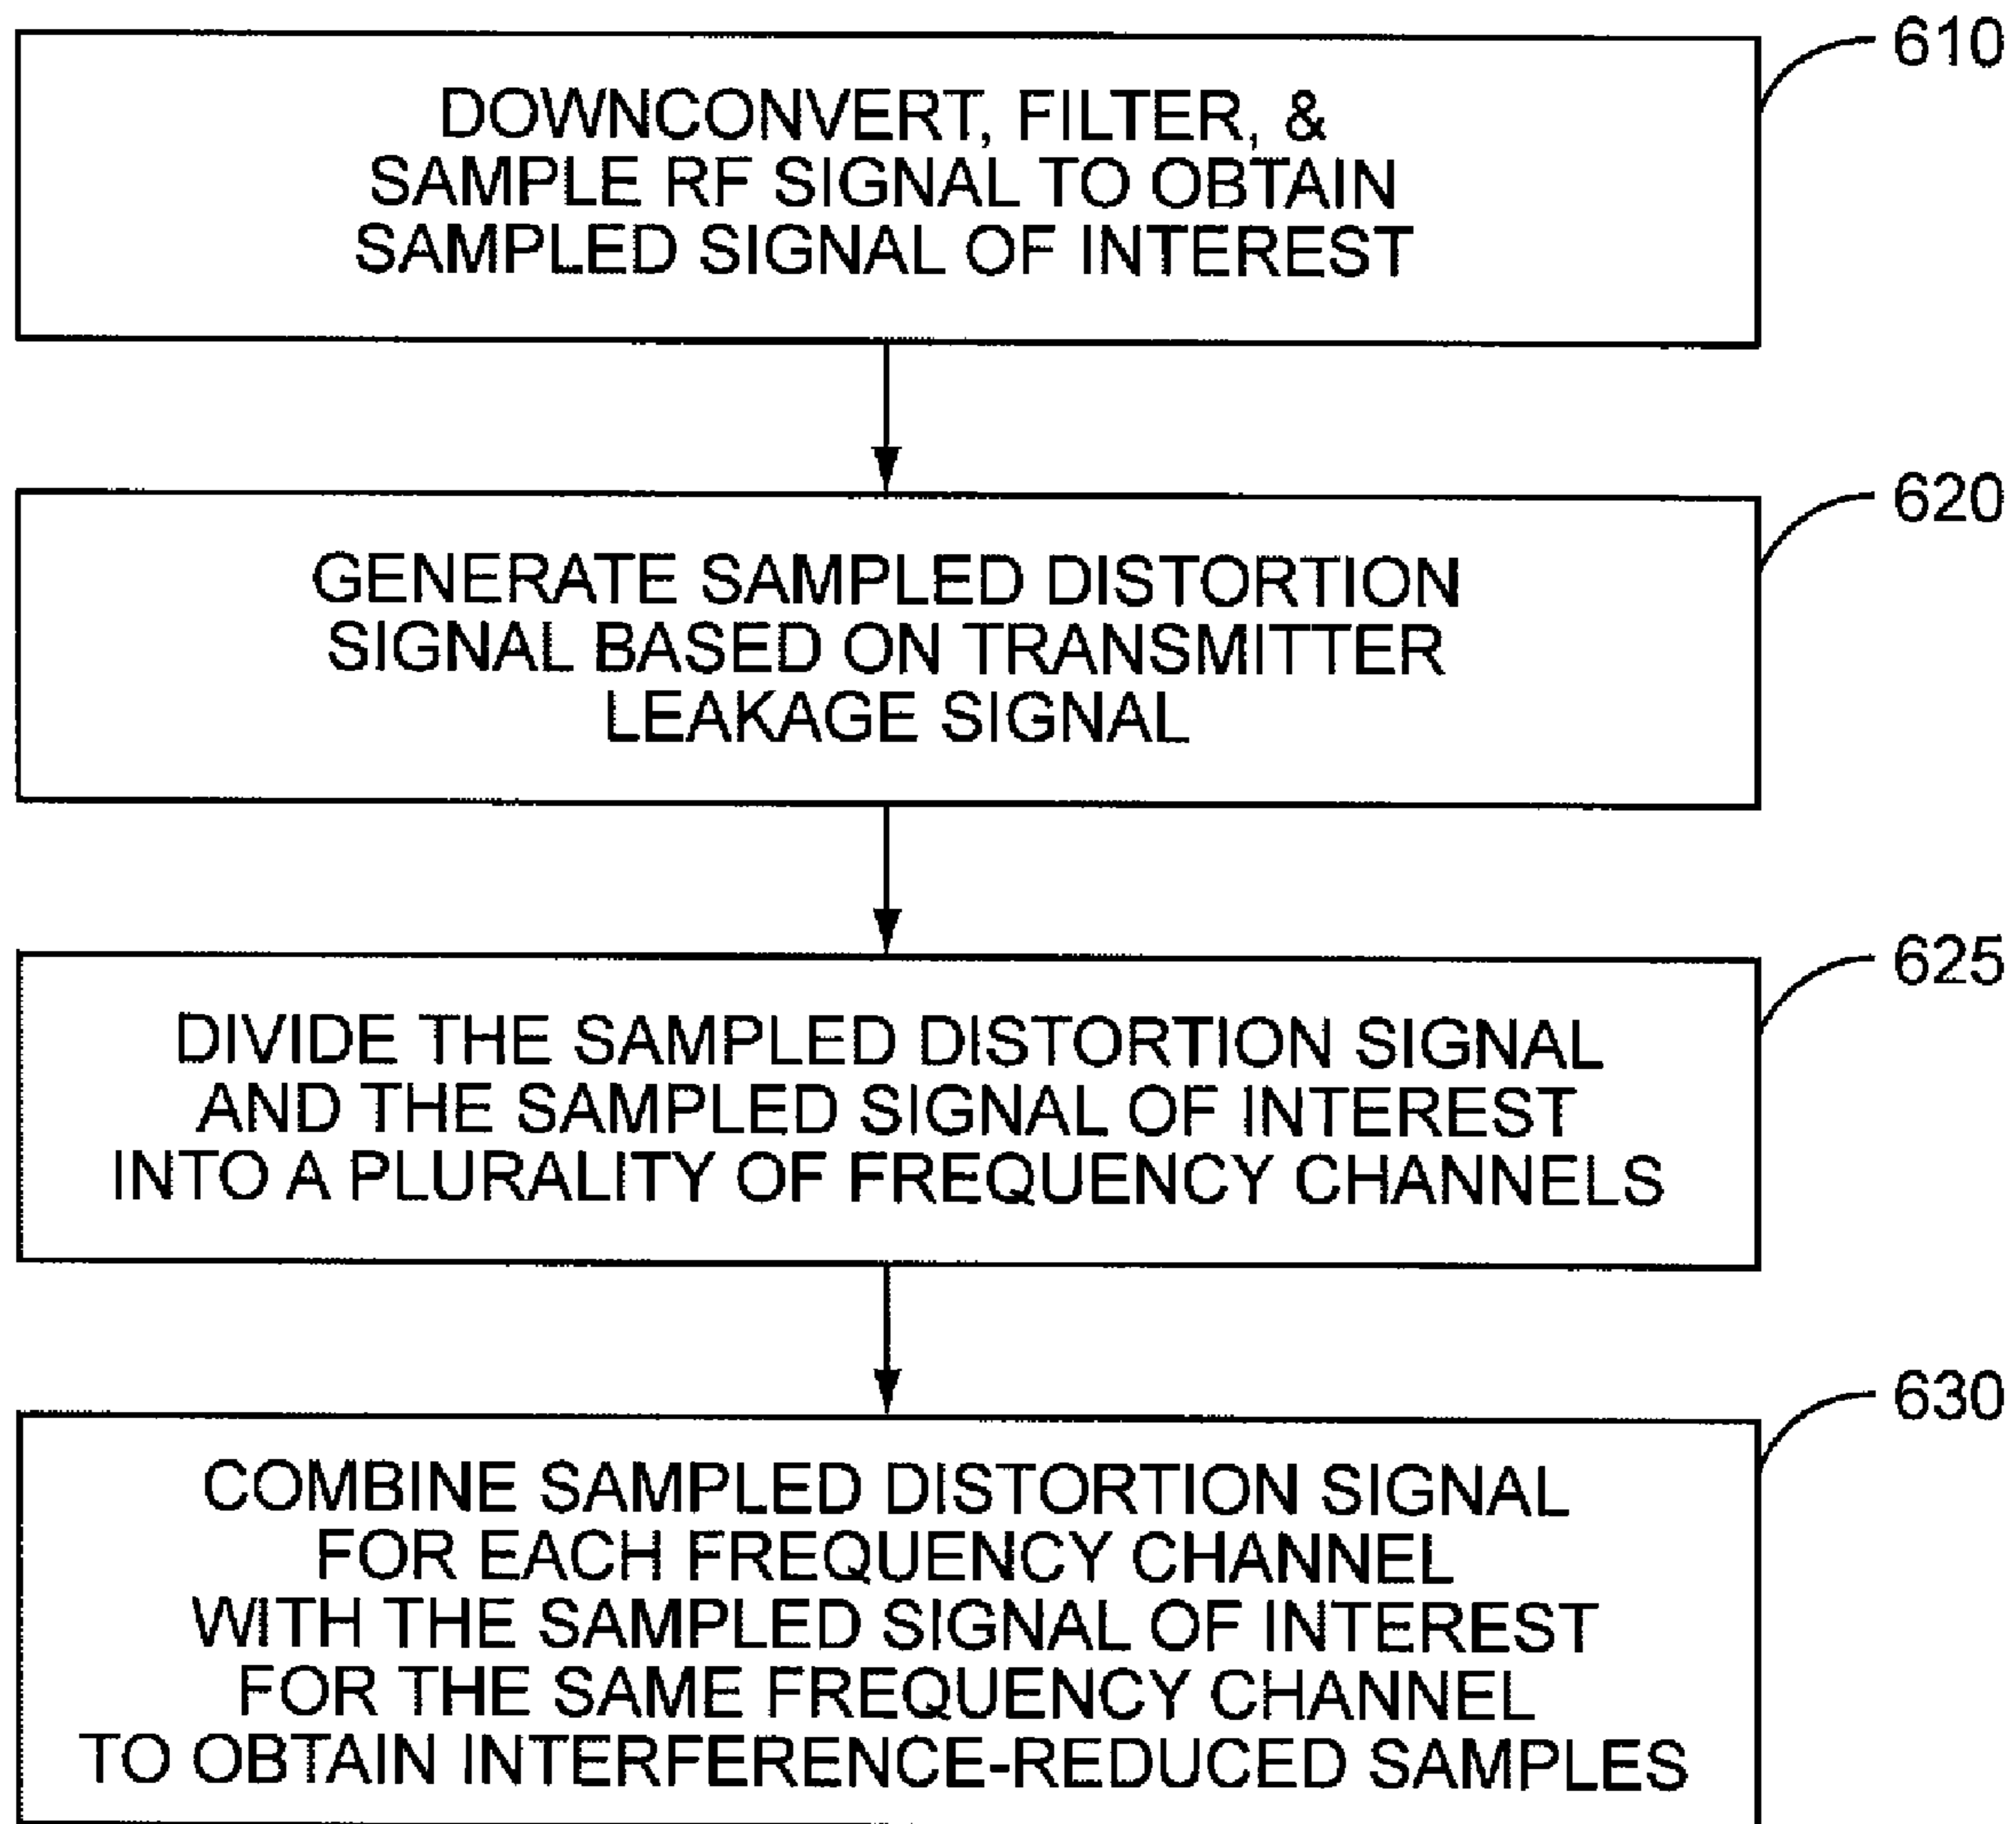 610
DOWNCONVERT, FILTER, &
SAMPLE RF SIGNAL TO OBTAIN
SAMPLED SIGNAL OF INTEREST
620
GENERATE SAMPLED DISTORTION
SIGNAL BASED ON TRANSMITTER
LEAKAGE SIGNAL
625
DIVIDE THE SAMPLED DISTORTION SIGNAL
AND THE SAMPLED SIGNAL OF INTEREST
INTO A PLURALITY OF FREQUENCY CHANNELS
630
COMBINE SAMPLED DISTORTION SIGNAL
FOR EACH FREQUENCY CHANNEL
WITH THE SAMPLED SIGNAL OF INTEREST
FOR THE SAME FREQUENCY CHANNEL
TO OBTAIN INTERFERENCE-REDUCED SAMPLES